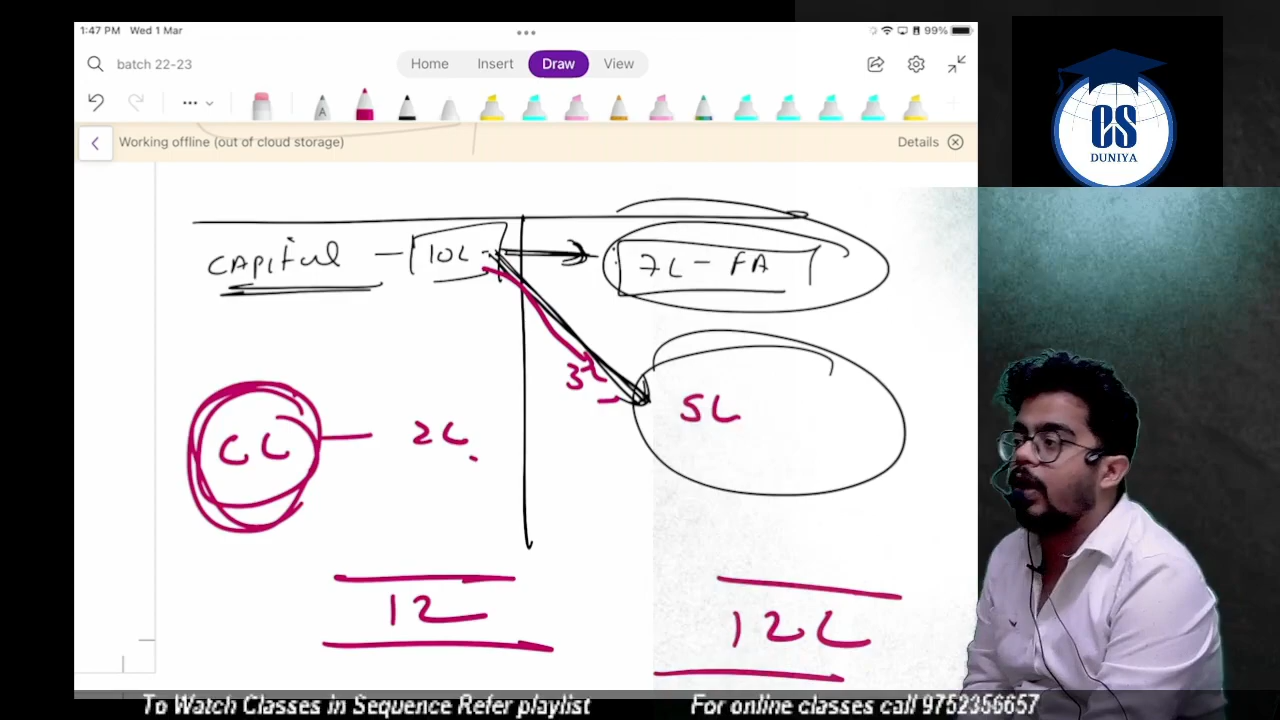 1:47 PM Wed 1 Mar
99%
batch 22-23
Home Insert Draw View
A
Working offline (out of cloud storage)
Details
CS
DUNIYA
CAPITAL - 10L
7L - FA
3L
5L
CL - 2L
12
12L
To Watch Classes in Sequence Refer playlist
For online classes call 9752356657